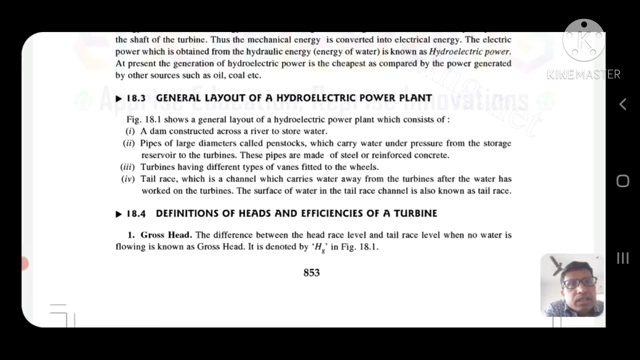 the shaft of the turbine. Thus the mechanical energy is converted into electrical energy. The electric
power which is obtained from the hydraulic energy (energy of water) is known as Hydroelectric power.
At present the generation of hydroelectric power is the cheapest as compared by the power generated
by other sources such as oil, coal etc.
18.3 GENERAL LAYOUT OF A HYDROELECTRIC POWER PLANT
Fig. 18.1 shows a general layout of a hydroelectric power plant which consists of :
(i) A dam constructed across a river to store water.
(ii) Pipes of large diameters called penstocks, which carry water under pressure from the storage
reservoir to the turbines. These pipes are made of steel or reinforced concrete.
(iii) Turbines having different types of vanes fitted to the wheels.
(iv) Tail race, which is a channel which carries water away from the turbines after the water has
worked on the turbines. The surface of water in the tail race channel is also known as tail race.
18.4 DEFINITIONS OF HEADS AND EFFICIENCIES OF A TURBINE
1. Gross Head. The difference between the head race level and tail race level when no water is
flowing is known as Gross Head. It is denoted by 'Hg' in Fig. 18.1.
853
KINEMASTER